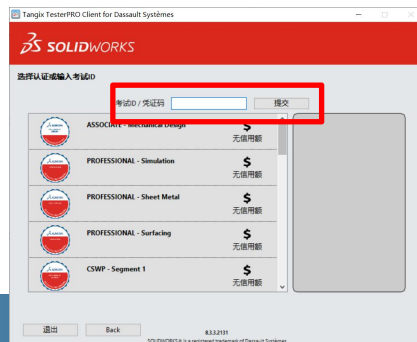 Tangix TesterPRO Client for Dassault Systèmes
SOLIDWORKS
选择认证或输入考试ID
考试ID / 凭证码
提交
ASSOCIATE - Mechanical Design
$
无信用额
PROFESSIONAL - Simulation
$
无信用额
PROFESSIONAL - Sheet Metal
$
无信用额
PROFESSIONAL - Surfacing
$
无信用额
CSWP - Segment 1
$
无信用额
退出
Back
8.3.3.2131
SOLIDWORKS® is a registered trademark of Dassault Systèmes